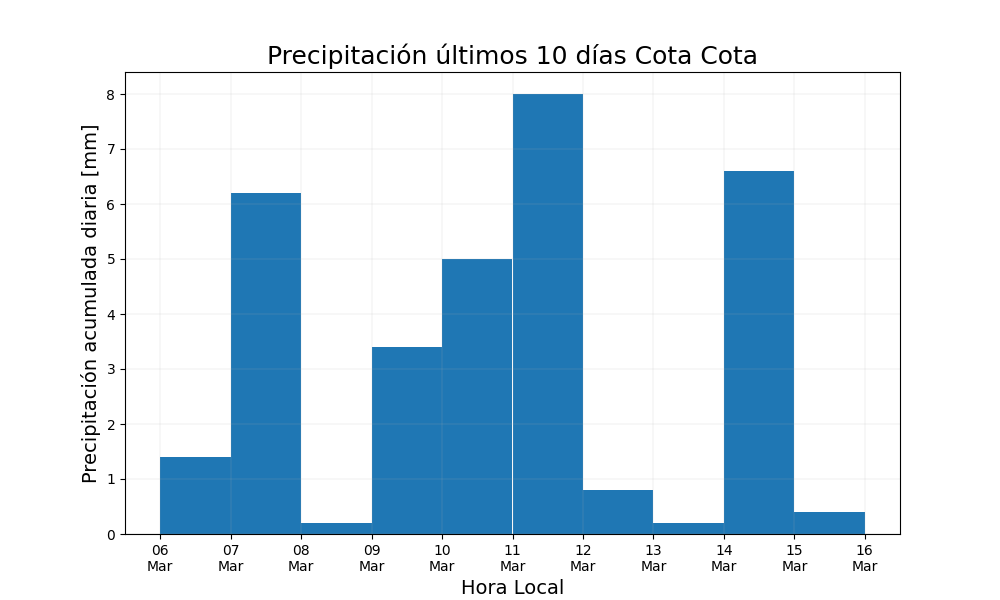 Precipitación últimos 10 días Cota Cota
Precipitación acumulada diaria [mm]
8
7
6
5
4
3
2
1
0
06 07 08 09 10 11 12 13 14 15 16
Mar Mar Mar Mar Mar Mar Mar Mar Mar Mar Mar
Hora Local